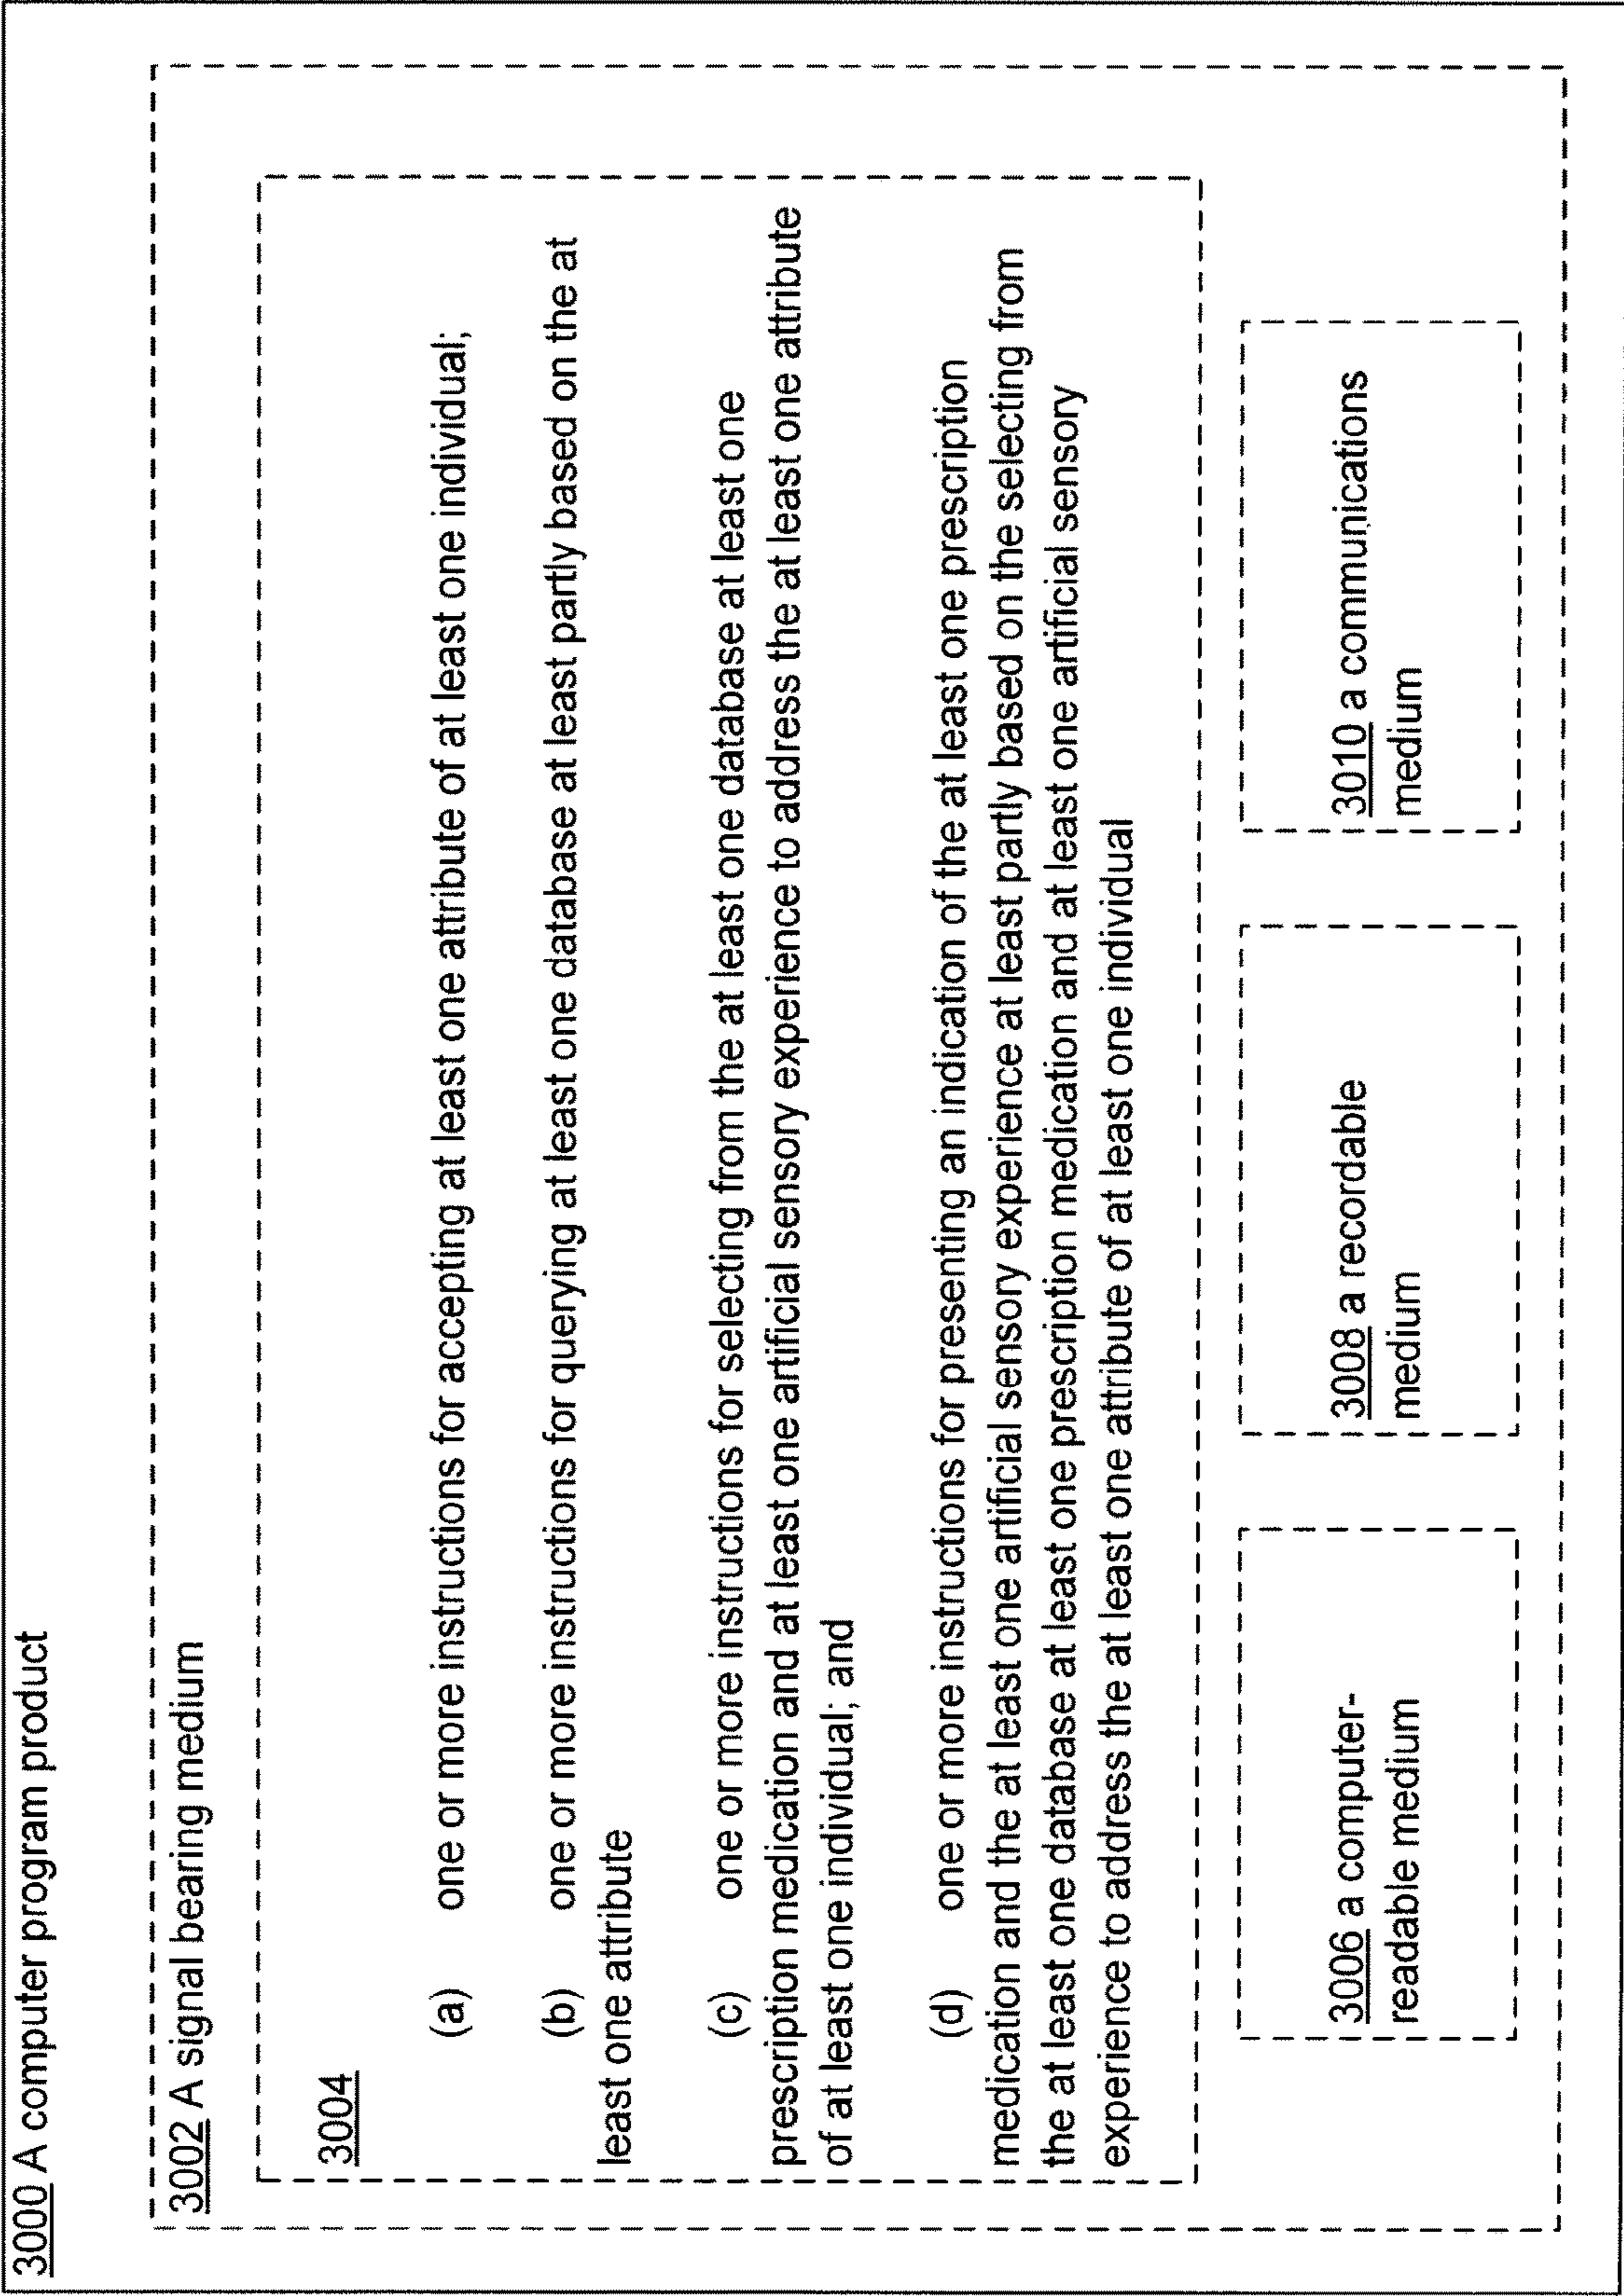 3000 A computer program product
3002 A signal bearing medium
3004
(a) one or more instructions for accepting at least one attribute of at least one individual;
(b) one or more instructions for querying at least one database at least partly based on the at
least one attribute
(c) one or more instructions for selecting from the at least one database at least one
prescription medication and at least one artificial sensory experience to address the at least one attribute
of at least one individual; and
(d) one or more instructions for presenting an indication of the at least one prescription
medication and the at least one artificial sensory experience at least partly based on the selecting from
the at least one database at least one prescription medication and at least one artificial sensory
experience to address the at least one attribute of at least one individual
3006 a computer-
readable medium
3008 a recordable
medium
3010 a communications
medium